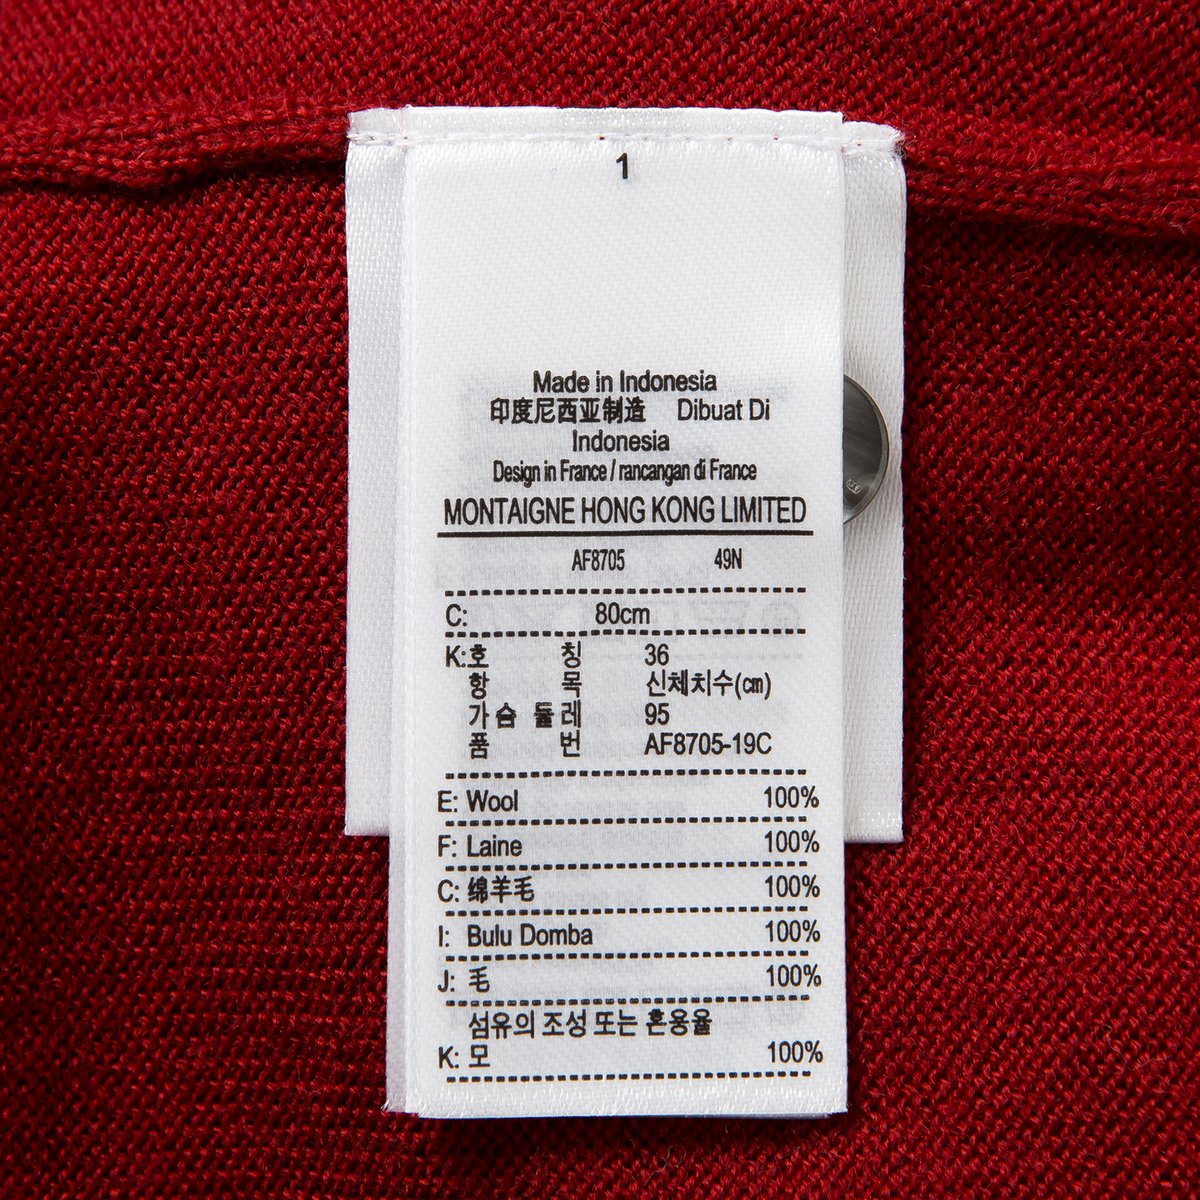 1
Made in Indonesia
印度尼西亚制造 Dibuat Di
Indonesia
Design in France / rancangan di France
MONTAIGNE HONG KONG LIMITED
AF8705 49N
C: 80cm
K:호 칭 36
항 목 신체치수(㎝)
가슴 둘레 95
품 번 AF8705-19C
E: Wool 100%
F: Laine 100%
C: 绵羊毛 100%
I: Bulu Domba 100%
J: 毛 100%
섬유의 조성 또는 혼용율
K: 모 100%